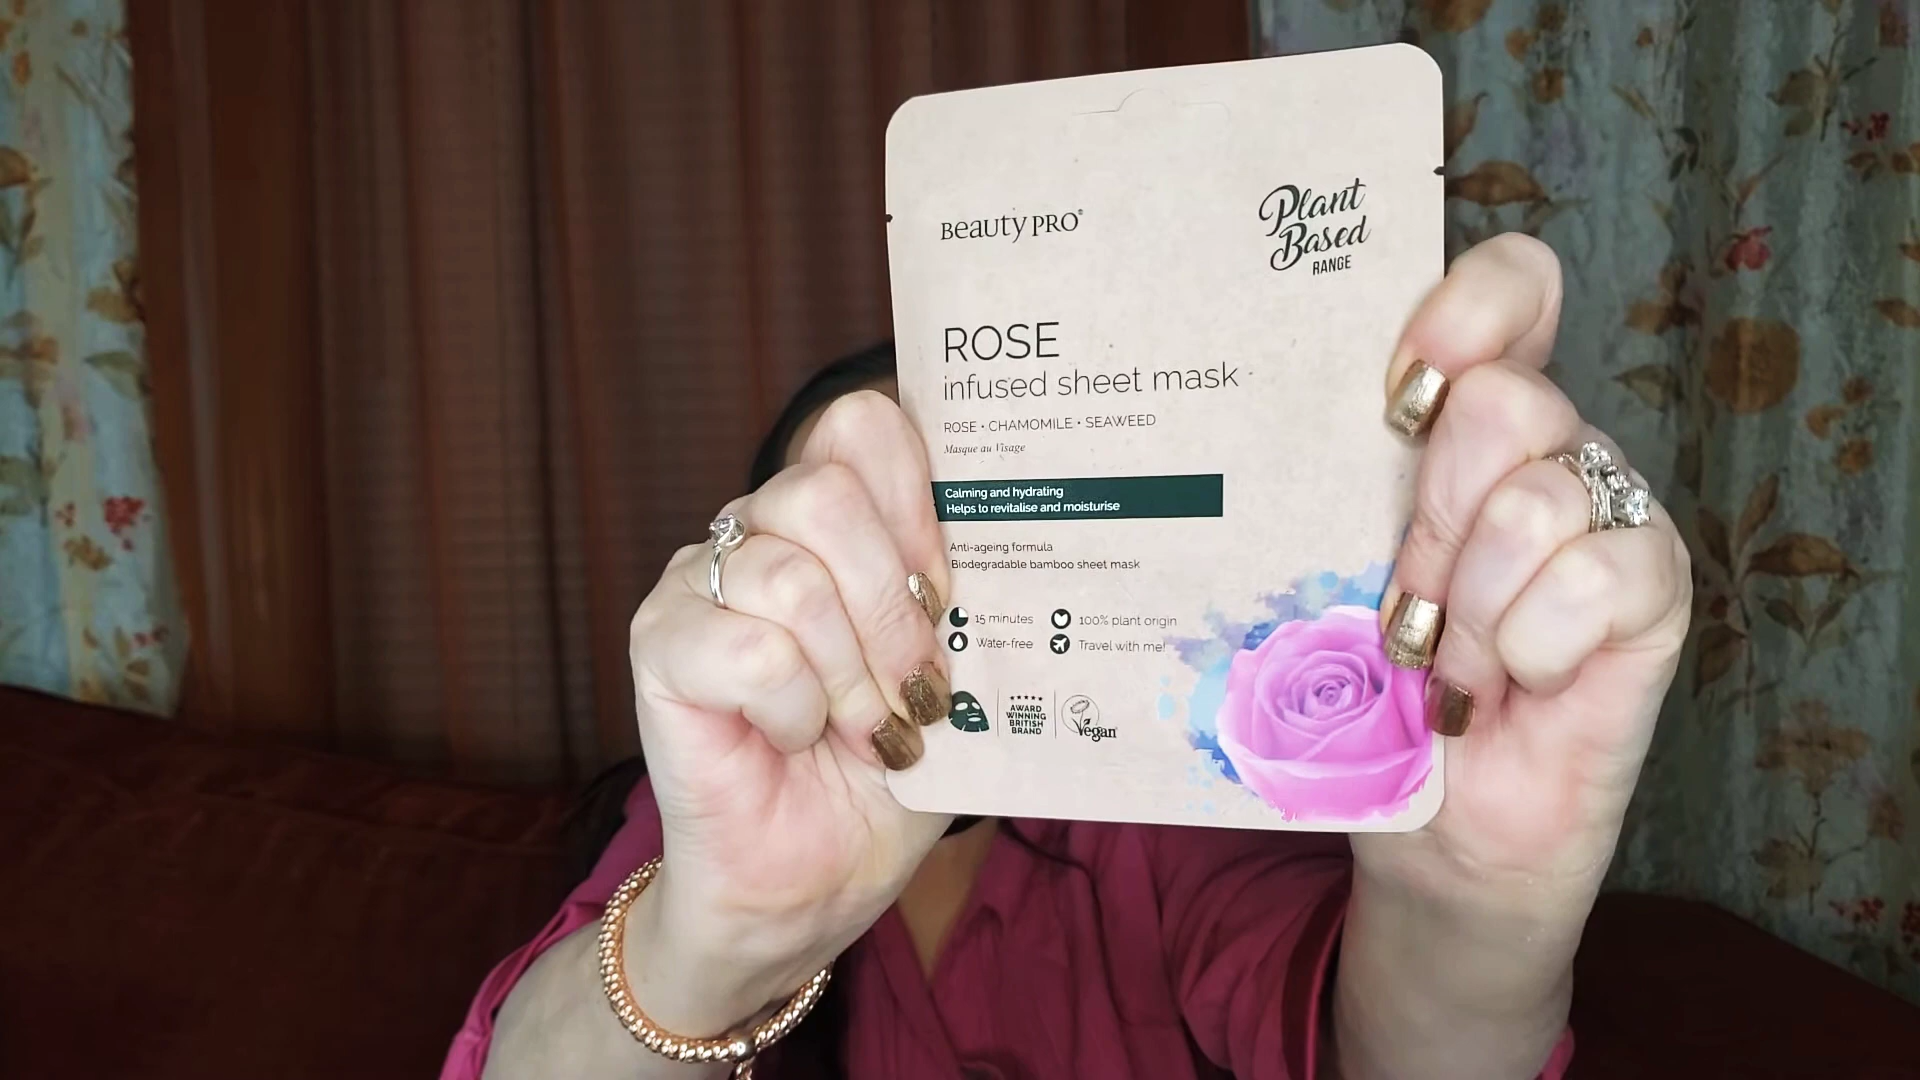 BeautyPRO®
Plant
Based
RANGE
ROSE
infused sheet mask
ROSE • CHAMOMILE • SEAWEED
Masque au Visage
Calming and hydrating
Helps to revitalise and moisturise
Anti-ageing formula
Biodegradable bamboo sheet mask
15 minutes
100% plant origin
Water-free
Travel with me!
AWARD
WINNING
BRITISH
BRAND
Vegan